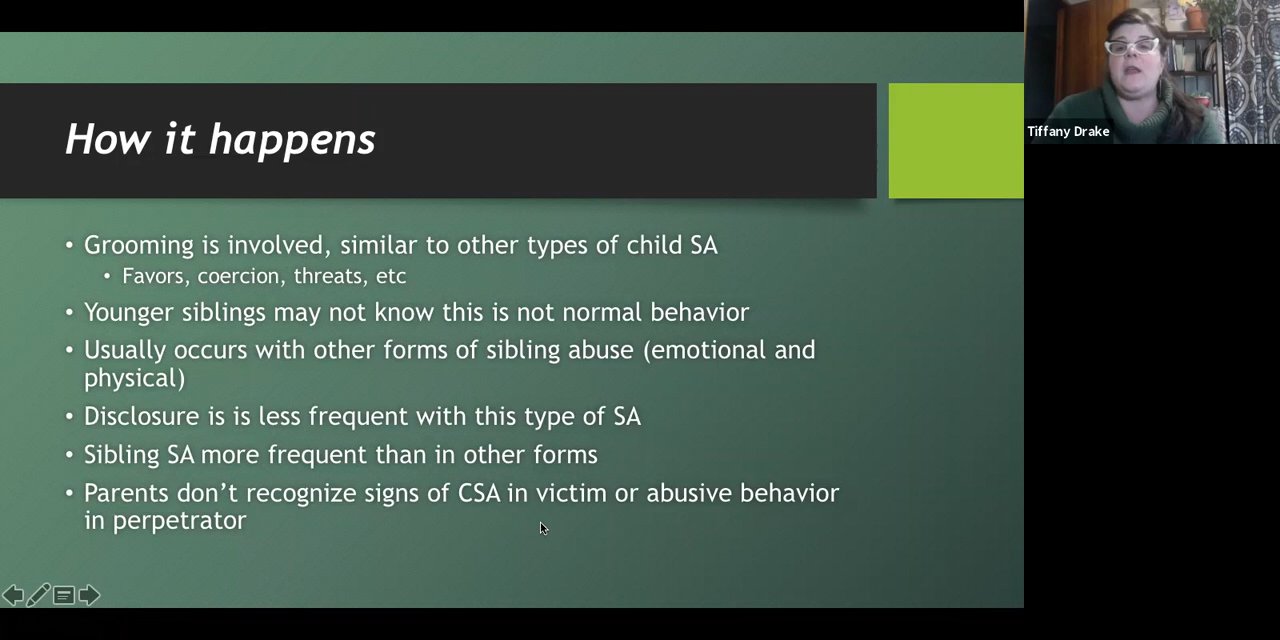 How it happens
• Grooming is involved, similar to other types of child SA
• Favors, coercion, threats, etc
• Younger siblings may not know this is not normal behavior
• Usually occurs with other forms of sibling abuse (emotional and
physical)
• Disclosure is is less frequent with this type of SA
• Sibling SA more frequent than in other forms
• Parents don’t recognize signs of CSA in victim or abusive behavior
in perpetrator
Tiffany Drake